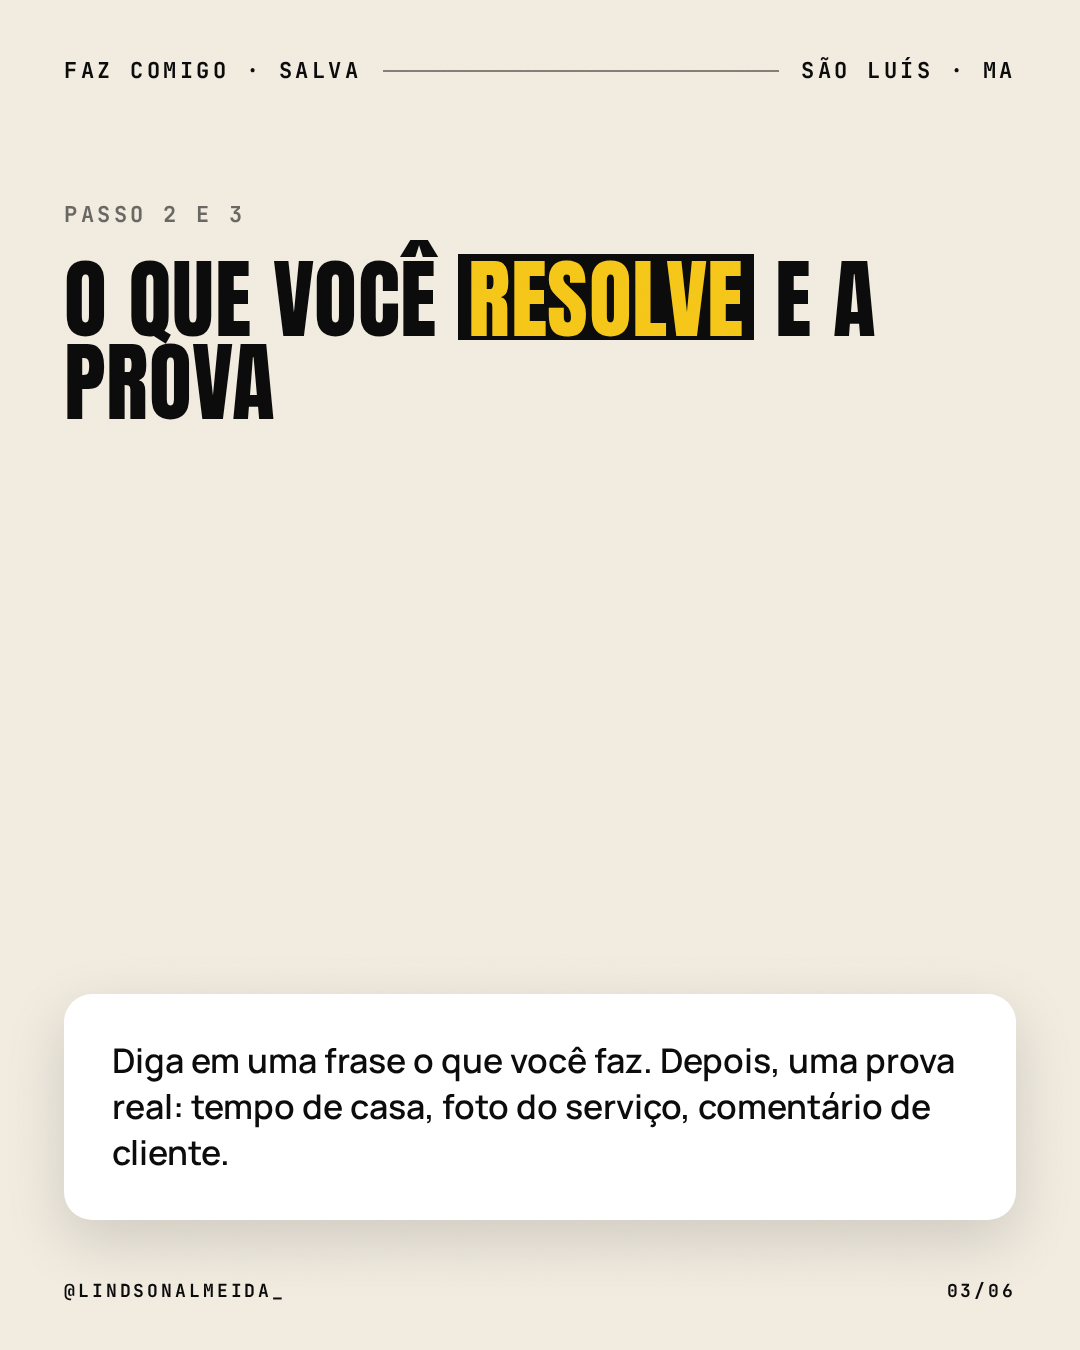 FAZ COMIGO · SALVA
SÃO LUÍS · MA
PASSO 2 E 3
O QUE VOCÊ RESOLVE E A
PROVA
Diga em uma frase o que você faz. Depois, uma prova
real: tempo de casa, foto do serviço, comentário de
cliente.
@LINDSONALMEIDA_
03/06